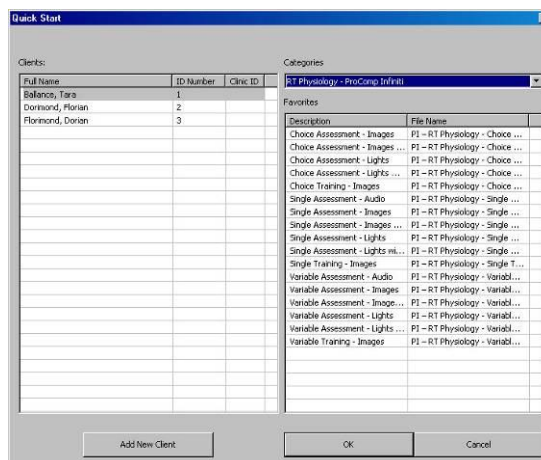 Quick Start
Clients:
Full Name ID Number Clinic ID
Ballance, Tara 1
Dorimond, Florian 2
Florimond, Dorian 3
Add New Client
Categories
RT Physiology - ProComp Infiniti
Favorites
Description File Name
Choice Assessment - Images PI – RT Physiology - Choice ...
Choice Assessment - Images ... PI – RT Physiology - Choice ...
Choice Assessment - Lights PI – RT Physiology - Choice ...
Choice Assessment - Lights ... PI – RT Physiology - Choice ...
Choice Training - Images PI – RT Physiology - Choice ...
Single Assessment - Audio PI – RT Physiology - Single ...
Single Assessment - Images PI – RT Physiology - Single ...
Single Assessment - Images ... PI – RT Physiology - Single ...
Single Assessment - Lights PI – RT Physiology - Single ...
Single Assessment - Lights wi... PI – RT Physiology - Single ...
Single Training - Images PI – RT Physiology - Single T...
Variable Assessment - Audio PI – RT Physiology - Variabl...
Variable Assessment - Images PI – RT Physiology - Variabl...
Variable Assessment - Image... PI – RT Physiology - Variabl...
Variable Assessment - Lights PI – RT Physiology - Variabl...
Variable Assessment - Lights ... PI – RT Physiology - Variabl...
Variable Training - Images PI – RT Physiology - Variabl...
OK Cancel